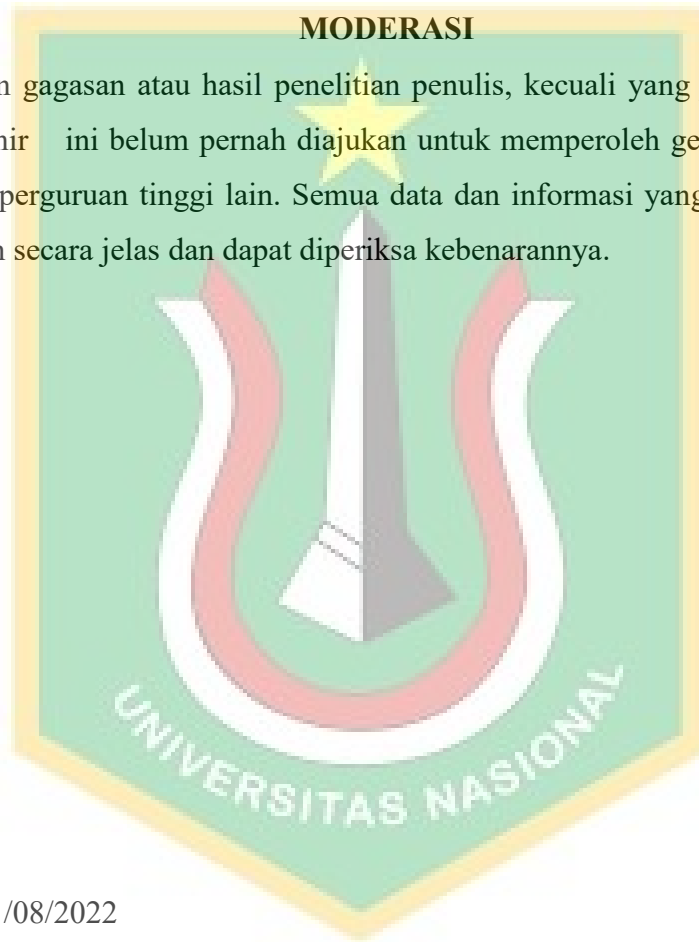 MODERASI
n gagasan atau hasil penelitian penulis, kecuali yang
ir ini belum pernah diajukan untuk memperoleh ge
perguruan tinggi lain. Semua data dan informasi yang
n secara jelas dan dapat diperiksa kebenarannya.
UNIVERSITAS NASIONAL
/08/2022